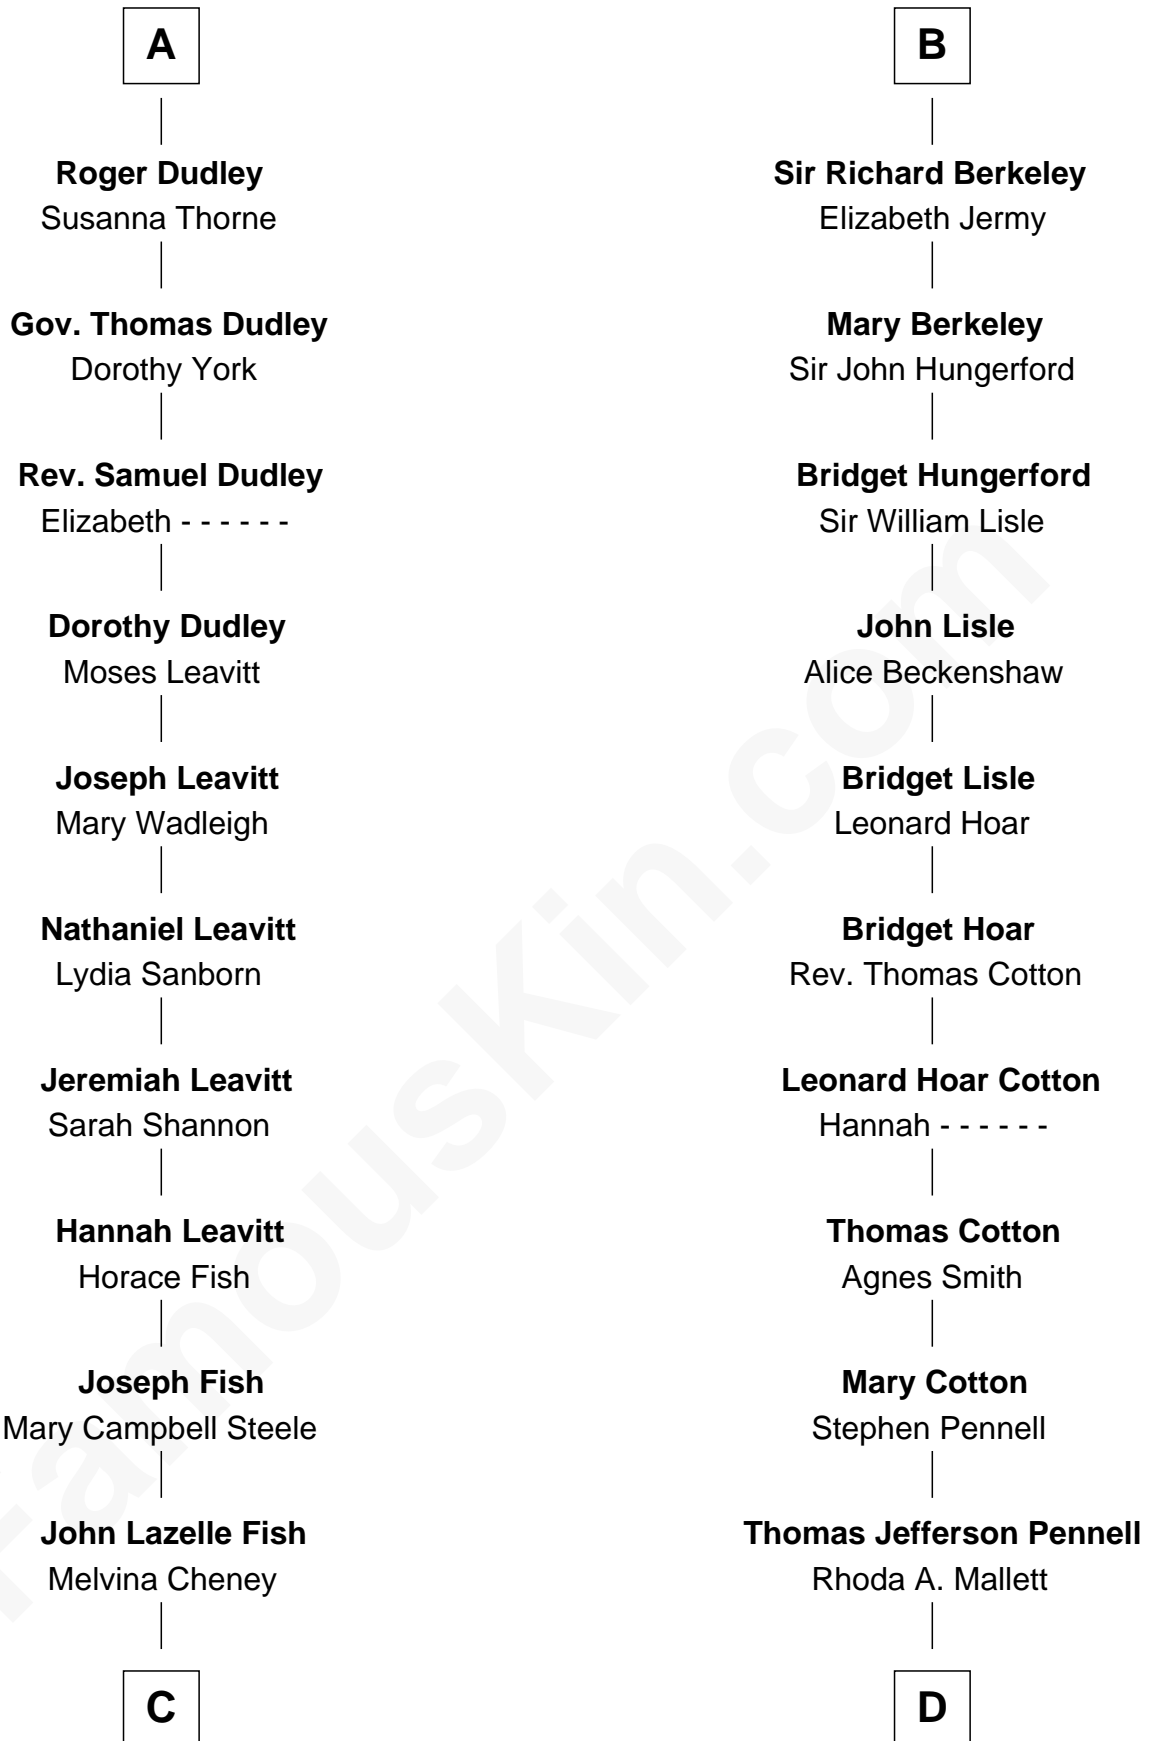 A
Roger Dudley
Susanna Thorne
Gov. Thomas Dudley
Dorothy York
Rev. Samuel Dudley
Elizabeth - - - - - -
Dorothy Dudley
Moses Leavitt
Joseph Leavitt
Mary Wadleigh
Nathaniel Leavitt
Lydia Sanborn
Jeremiah Leavitt
Sarah Shannon
Hannah Leavitt
Horace Fish
Joseph Fish
Mary Campbell Steele
John Lazelle Fish
Melvina Cheney
C
B
Sir Richard Berkeley
Elizabeth Jermy
Mary Berkeley
Sir John Hungerford
Bridget Hungerford
Sir William Lisle
John Lisle
Alice Beckenshaw
Bridget Lisle
Leonard Hoar
Bridget Hoar
Rev. Thomas Cotton
Leonard Hoar Cotton
Hannah - - - - - -
Thomas Cotton
Agnes Smith
Mary Cotton
Stephen Pennell
Thomas Jefferson Pennell
Rhoda A. Mallett
D
FamousKin.com